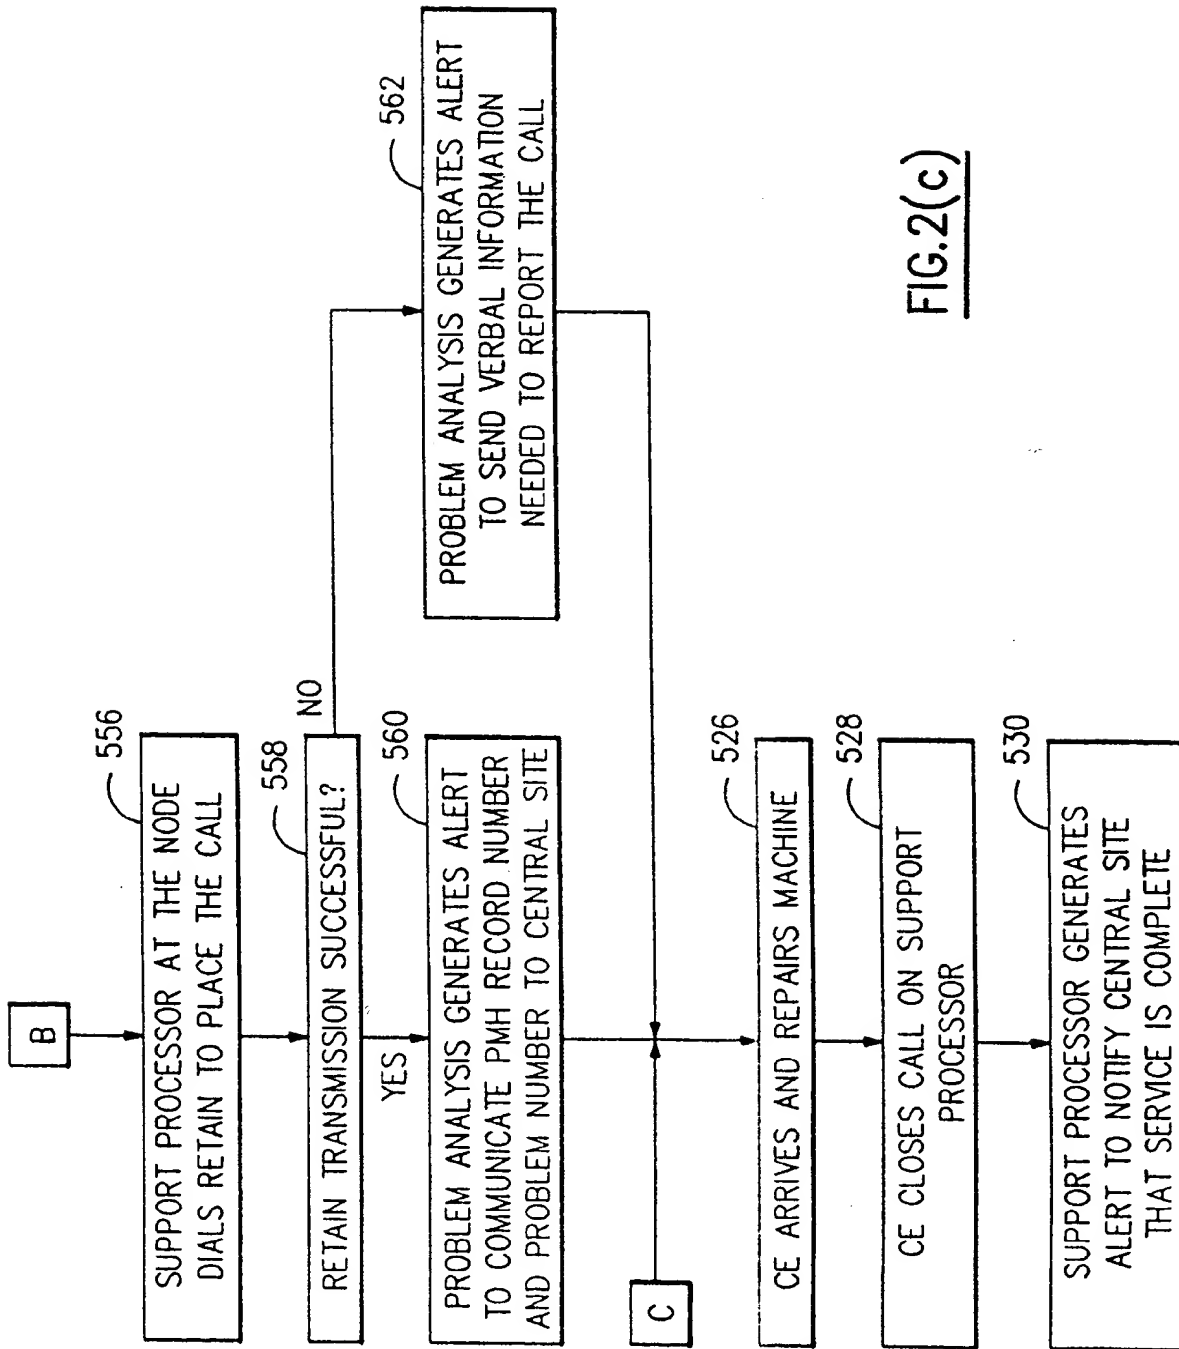 B
556
SUPPORT PROCESSOR AT THE NODE
DIALS RETAIN TO PLACE THE CALL
558
RETAIN TRANSMISSION SUCCESSFUL?
NO
YES
560
PROBLEM ANALYSIS GENERATES ALERT
TO COMMUNICATE PMH RECORD NUMBER
AND PROBLEM NUMBER TO CENTRAL SITE
562
PROBLEM ANALYSIS GENERATES ALERT
TO SEND VERBAL INFORMATION
NEEDED TO REPORT THE CALL
C
526
CE ARRIVES AND REPAIRS MACHINE
528
CE CLOSES CALL ON SUPPORT
PROCESSOR
530
SUPPORT PROCESSOR GENERATES
ALERT TO NOTIFY CENTRAL SITE
THAT SERVICE IS COMPLETE
FIG.2(c)